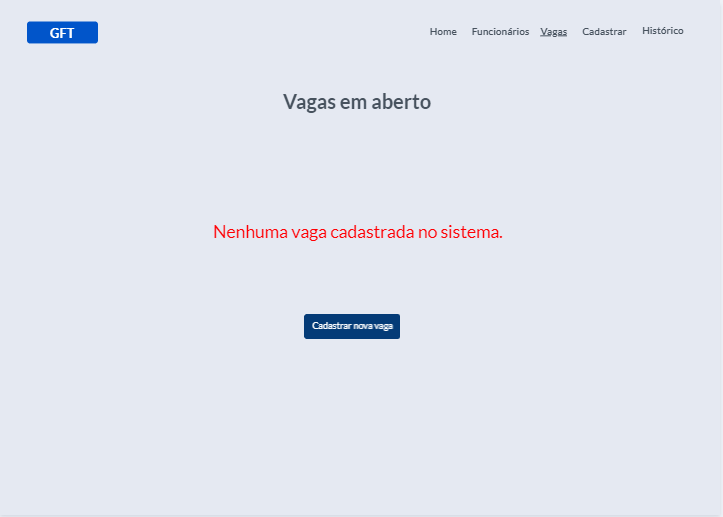 GFT
Home Funcionários Vagas Cadastrar Histórico
Vagas em aberto
Nenhuma vaga cadastrada no sistema.
Cadastrar nova vaga